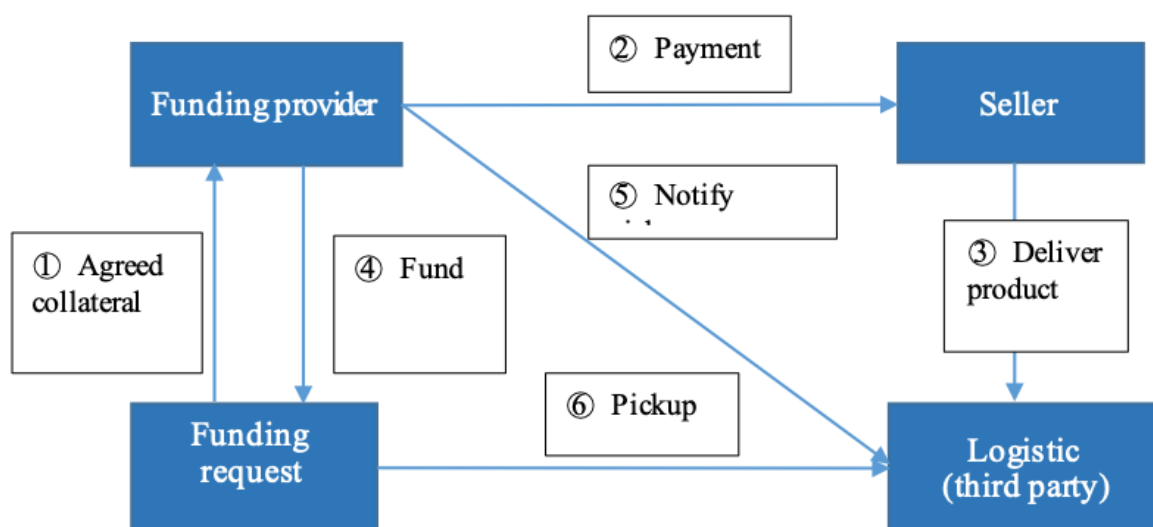 ② Payment
Funding provider
Seller
⑤ Notify
① Agreed
collateral
④ Fund
③ Deliver
product
⑥ Pickup
Funding
request
Logistic
(third party)